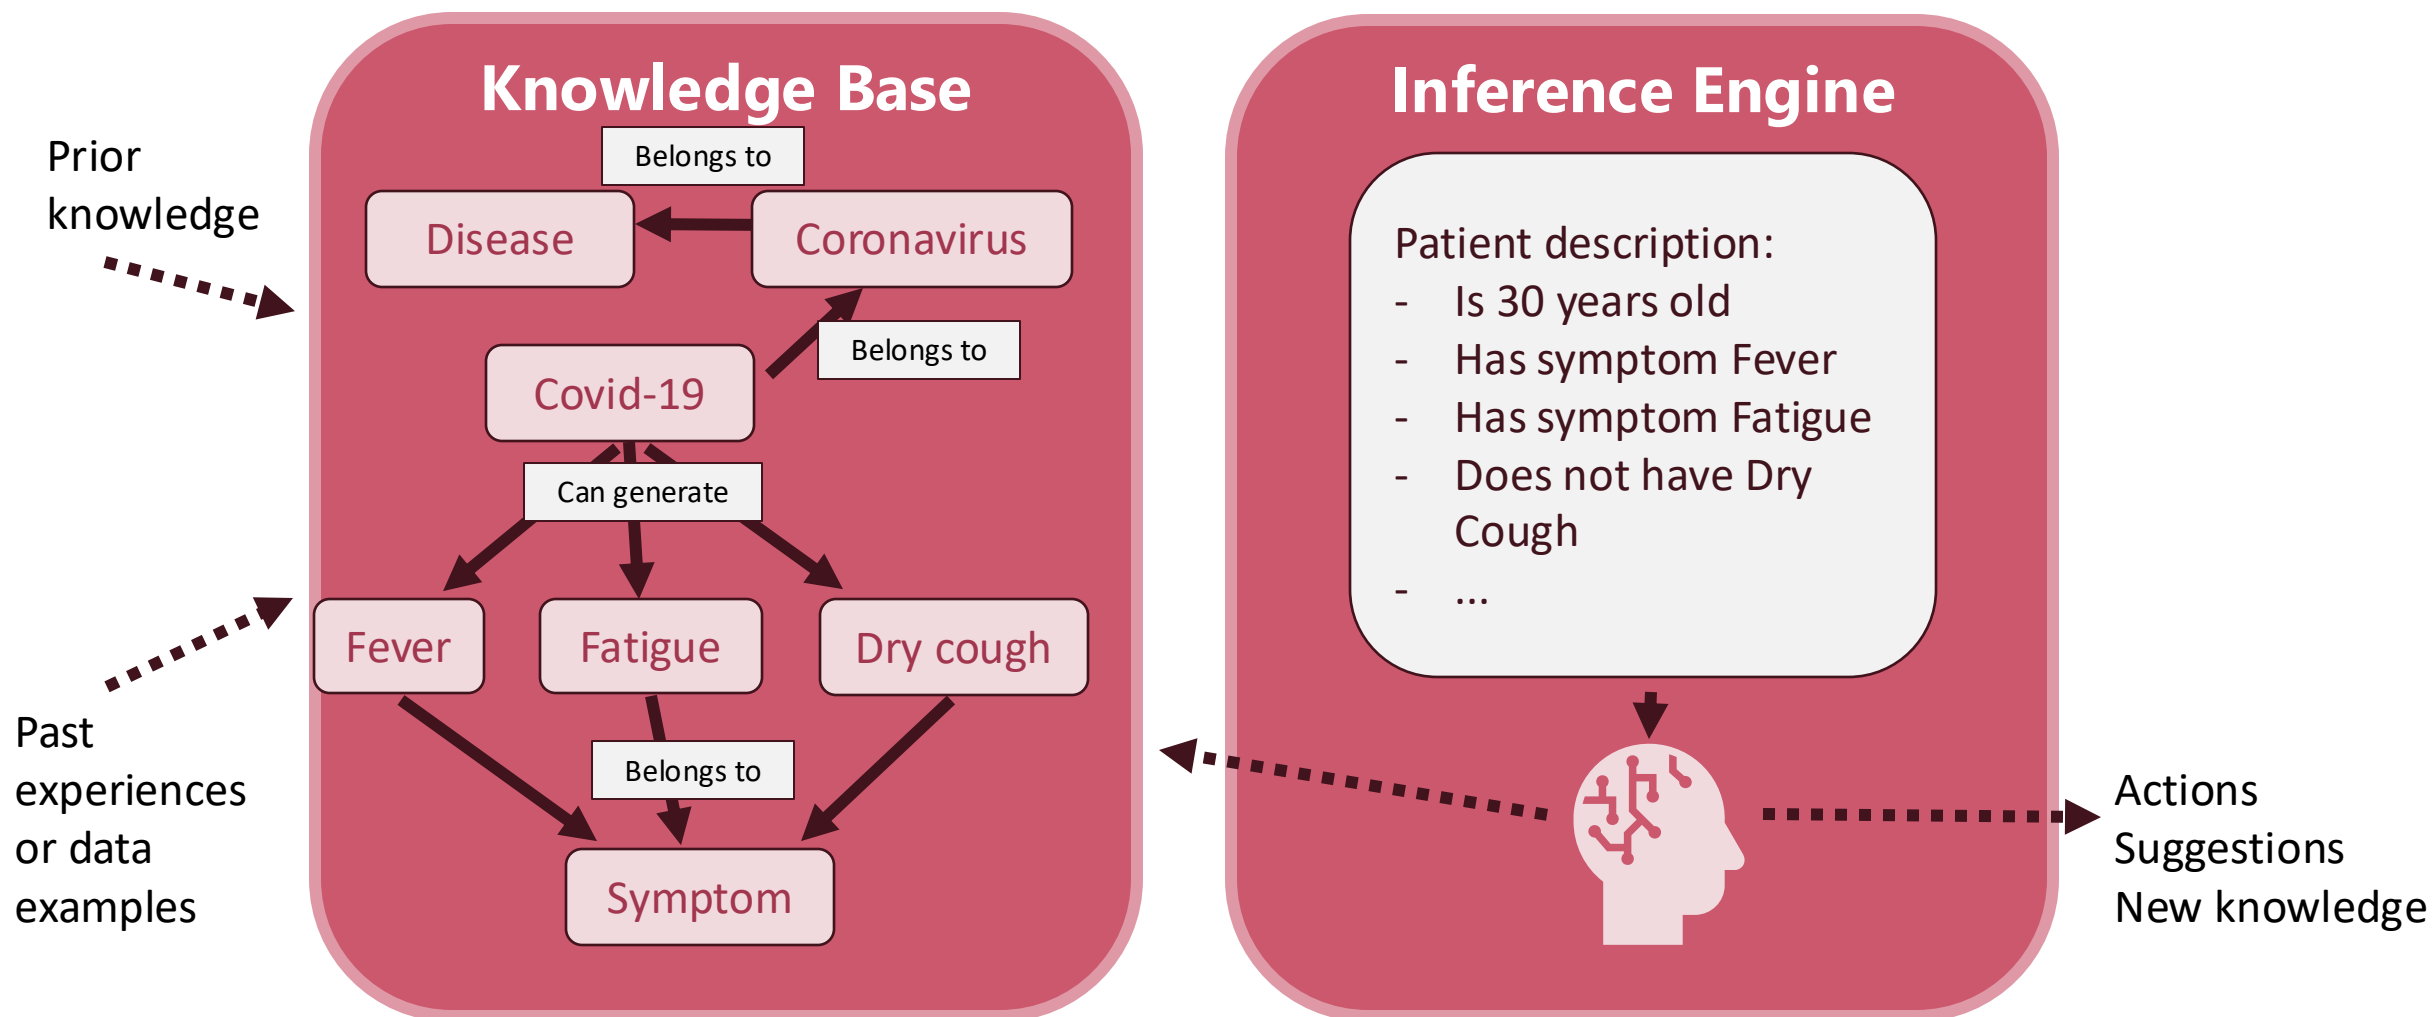 Knowledge Base
Prior
knowledge
Belongs to
Disease
Coronavirus
Belongs to
Covid-19
Can generate
Fever
Fatigue
Dry cough
Past
experiences
or data
examples
Belongs to
Symptom
Inference Engine
Patient description:
- Is 30 years old
- Has symptom Fever
- Has symptom Fatigue
- Does not have Dry
Cough
- ...
Actions
Suggestions
New knowledge